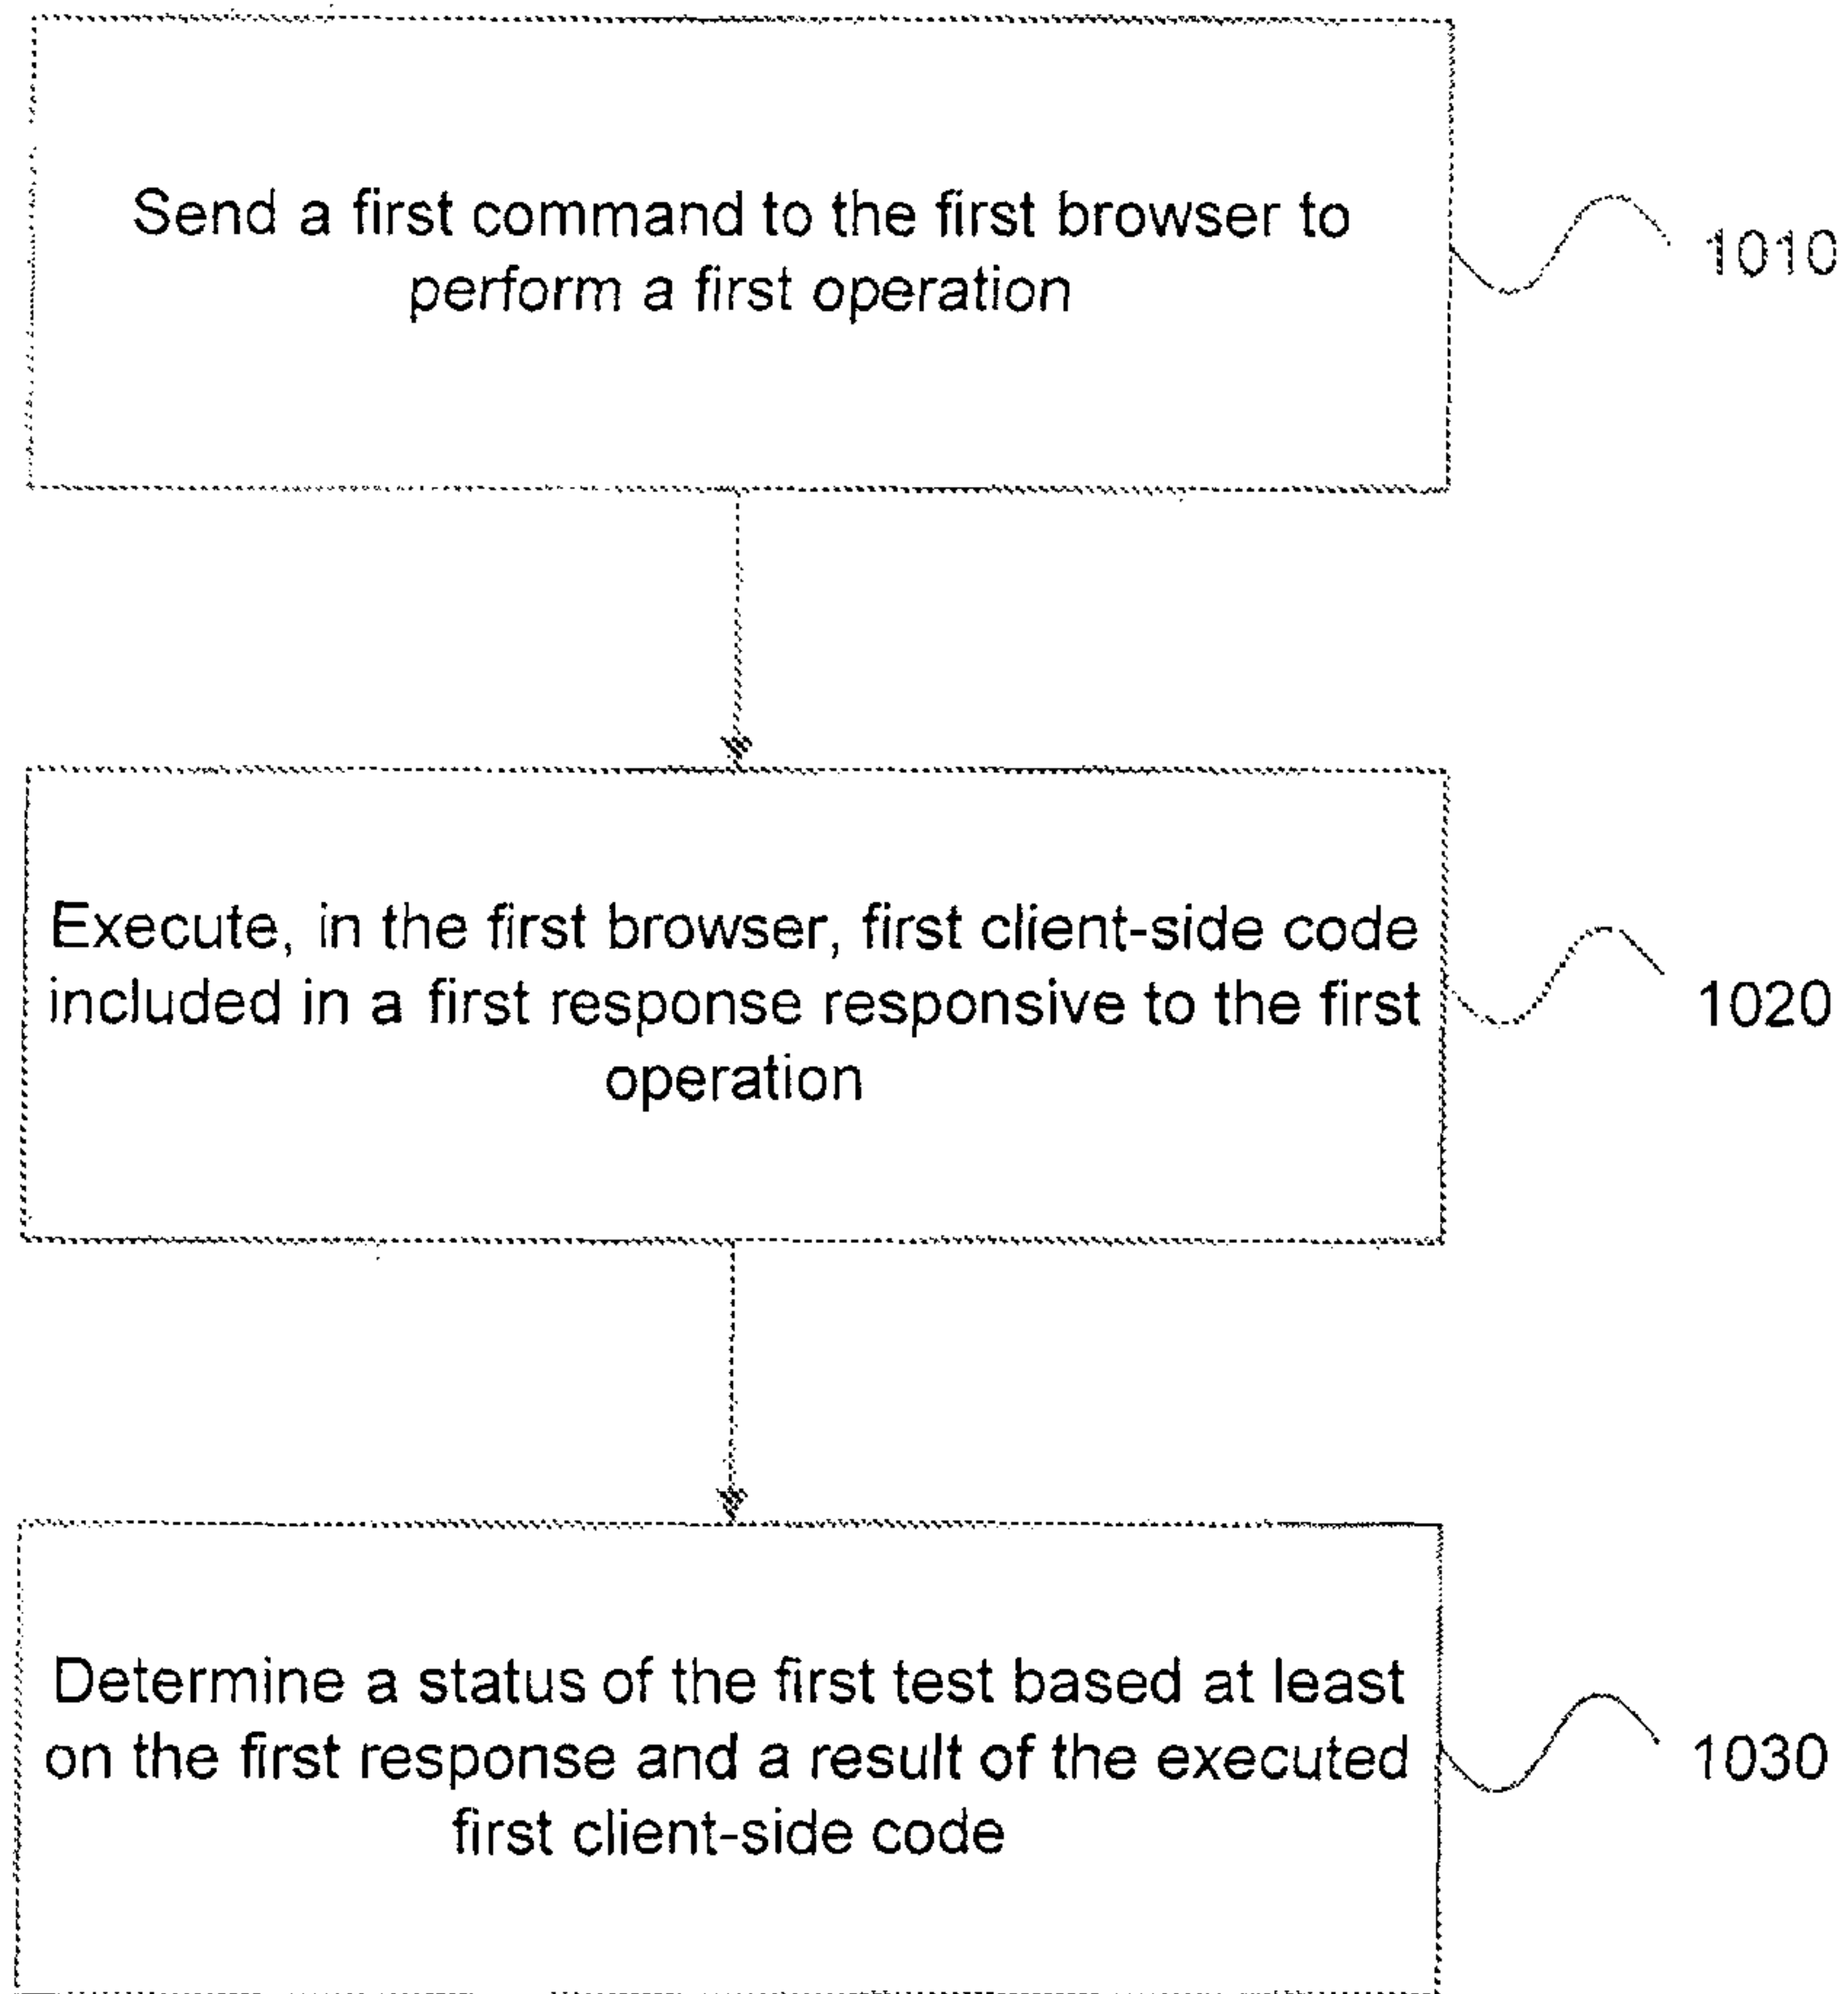 Send a first command to the first browser to
perform a first operation
1010
Execute, in the first browser, first client-side code
included in a first response responsive to the first
operation
1020
Determine a status of the first test based at least
on the first response and a result of the executed
first client-side code
1030